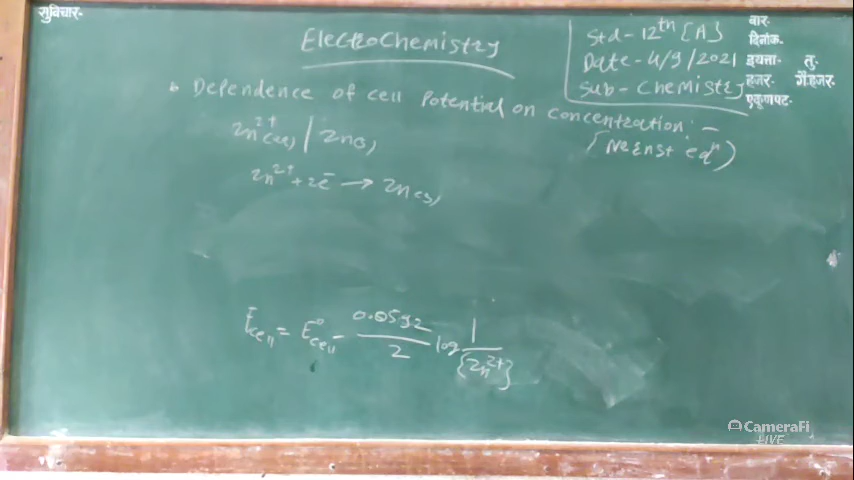 सुविचार-
ElectroChemistry
Std - 12th [A]
Date - 4/9/2021
Sub - Chemistry
वार-
दिनांक-
इयत्ता- तु.
हजर- गैरहजर-
एकूण पट-
Dependence of cell Potential on concentration: -
(Nernst eqn)
Zn2+(aq) | Zn(s)
Zn2+ + 2e- → Zn(s)
Ecell = E°cell - 0.0592/2 log 1/[Zn2+]
CameraFi
LIVE